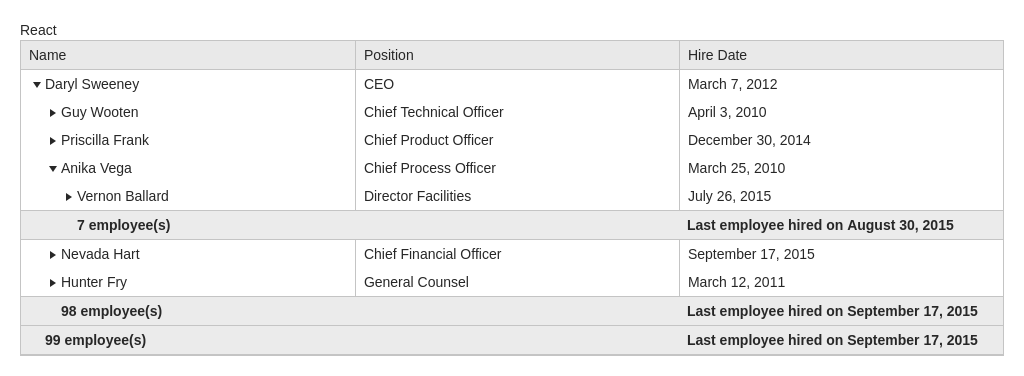 React
Name Position Hire Date
Daryl Sweeney CEO March 7, 2012
Guy Wooten Chief Technical Officer April 3, 2010
Priscilla Frank Chief Product Officer December 30, 2014
Anika Vega Chief Process Officer March 25, 2010
Vernon Ballard Director Facilities July 26, 2015
7 employee(s) Last employee hired on August 30, 2015
Nevada Hart Chief Financial Officer September 17, 2015
Hunter Fry General Counsel March 12, 2011
98 employee(s) Last employee hired on September 17, 2015
99 employee(s) Last employee hired on September 17, 2015